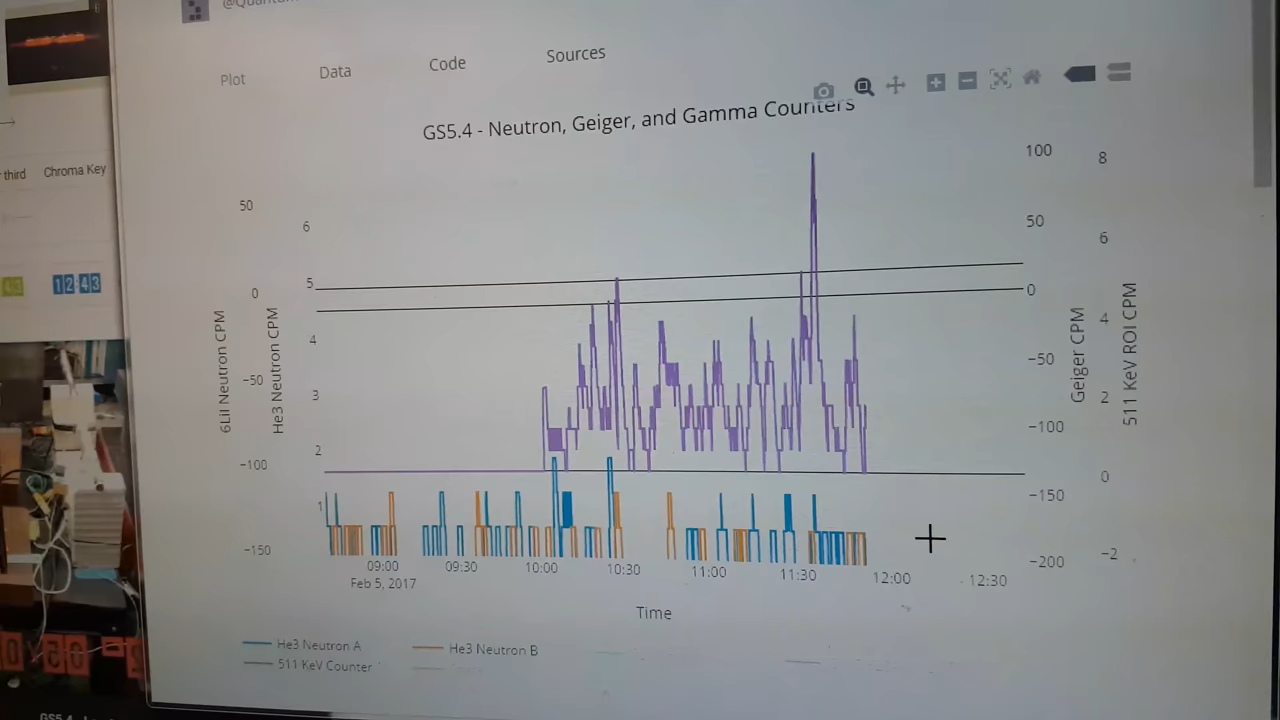 Plot Data Code Sources
GS5.4 - Neutron, Geiger, and Gamma Counters
third Chroma Key
12 43
50
0
−50
−100
−150
6LiI Neutron CPM
6
5
4
3
2
1
He3 Neutron CPM
100
50
0
−50
−100
−150
−200
Geiger CPM
8
6
4
2
0
−2
511 KeV ROI CPM
09:00 09:30 10:00 10:30 11:00 11:30 12:00 12:30
Feb 5, 2017
Time
He3 Neutron A He3 Neutron B
511 KeV Counter